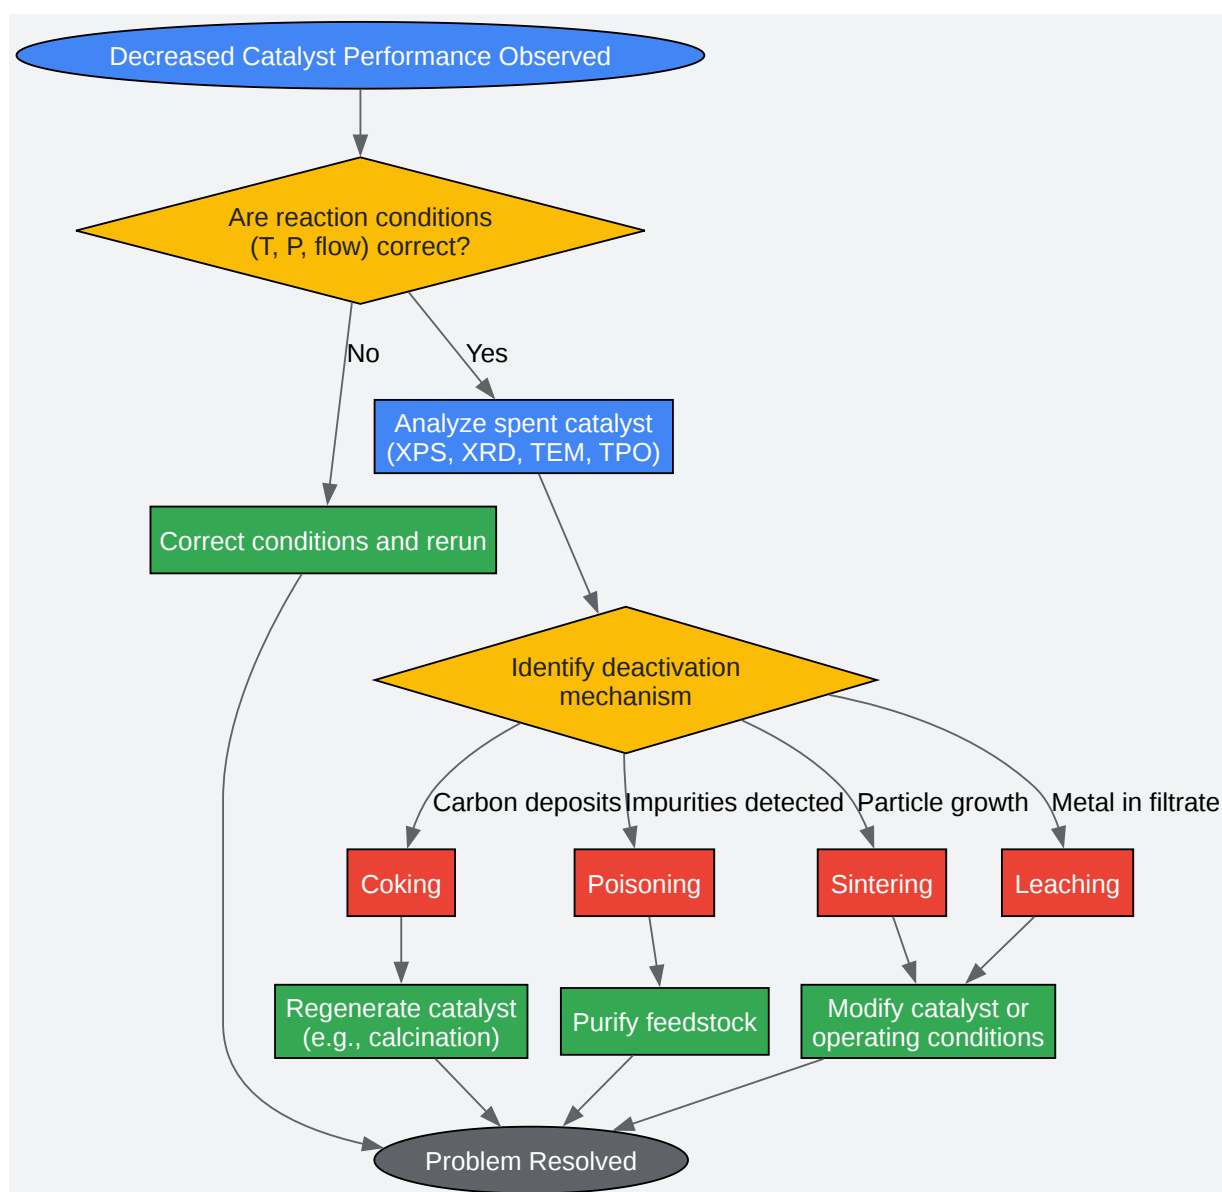 Decreased Catalyst Performance Observed
Are reaction conditions
(T, P, flow) correct?
No
Yes
Analyze spent catalyst
(XPS, XRD, TEM, TPO)
Correct conditions and rerun
Identify deactivation
mechanism
Carbon deposits
Impurities detected
Particle growth
Metal in filtrate
Coking
Poisoning
Sintering
Leaching
Regenerate catalyst
(e.g., calcination)
Purify feedstock
Modify catalyst or
operating conditions
Problem Resolved